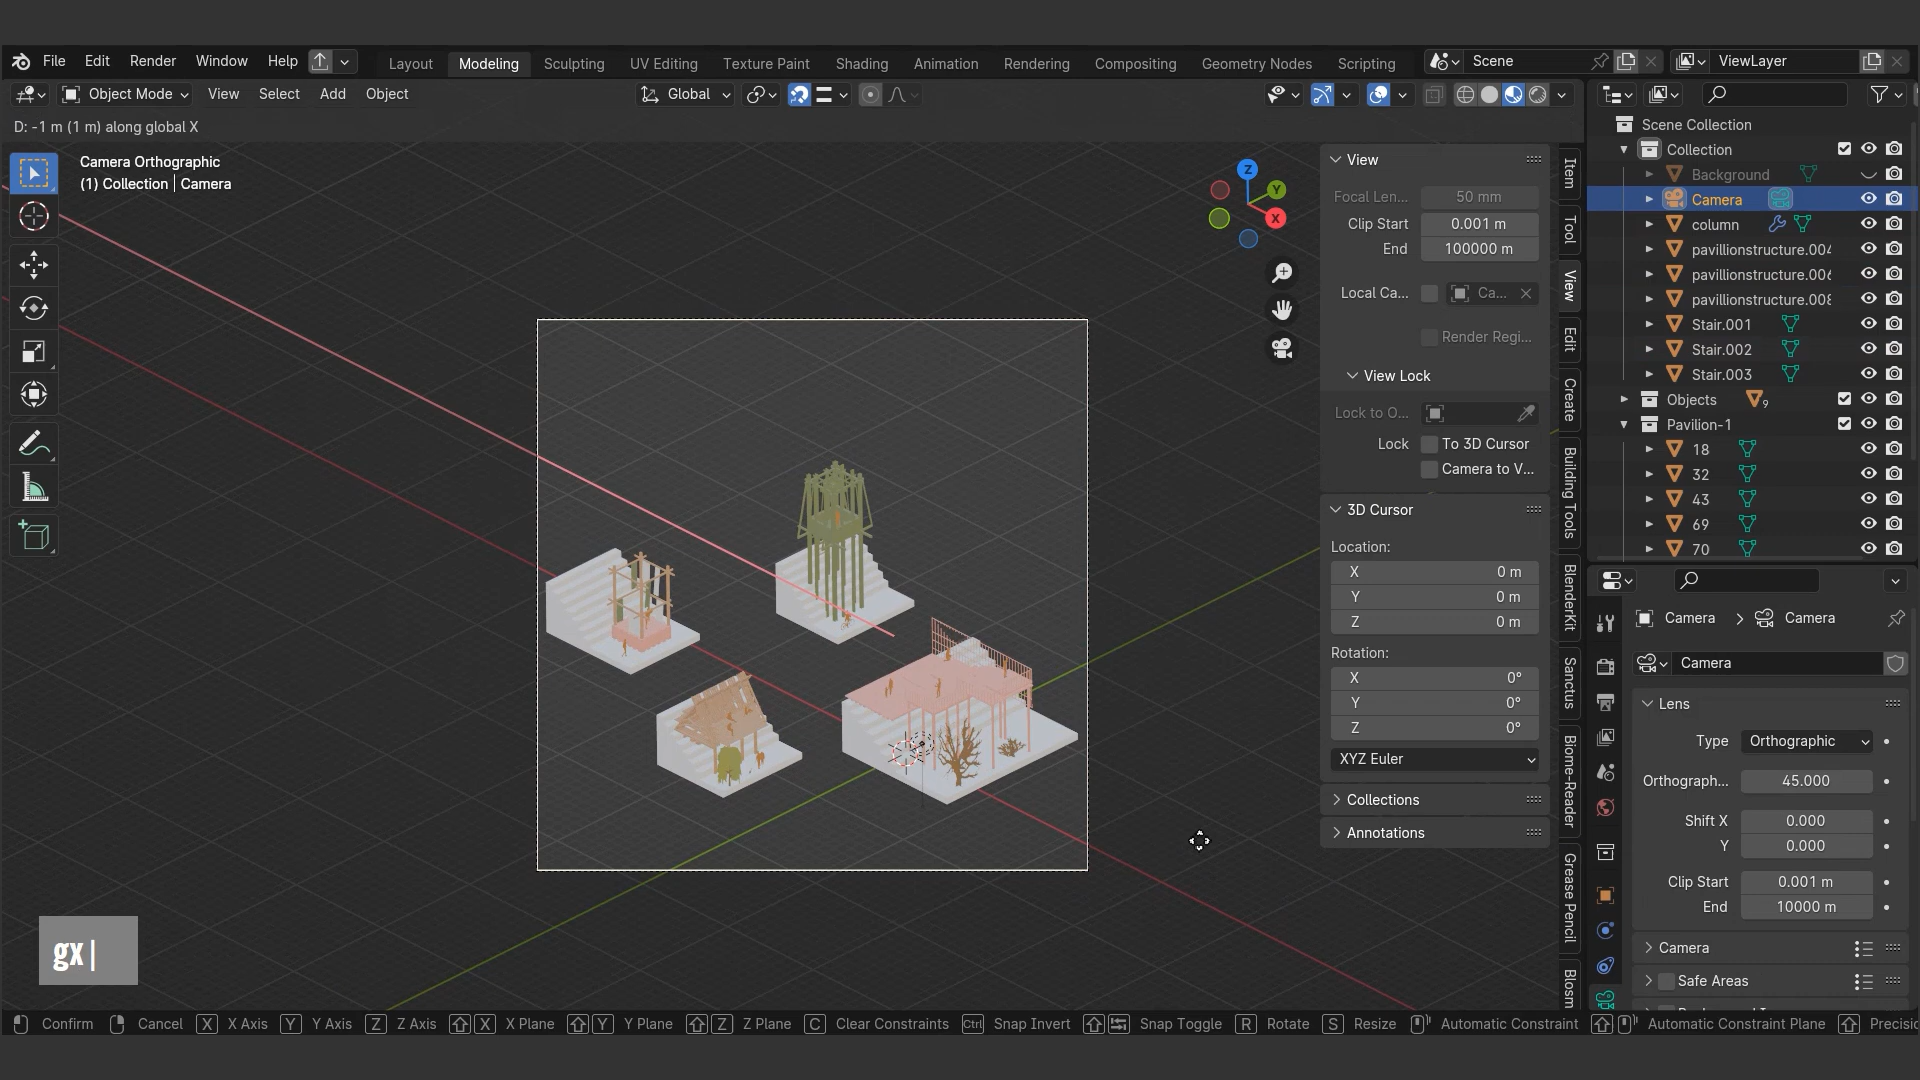 File Edit Render Window Help Layout Modeling Sculpting UV Editing Texture Paint Shading Animation Rendering Compositing Geometry Nodes Scripting Scene ViewLayer
Object Mode View Select Add Object Global
D: -1 m (1 m) along global X
Camera Orthographic
(1) Collection | Camera
Z
Y
X
View
Focal Len... 50 mm
Clip Start 0.001 m
End 100000 m
Local Ca... Ca...
Render Regi...
View Lock
Lock to O...
Lock To 3D Cursor
Camera to V...
3D Cursor
Location:
X 0 m
Y 0 m
Z 0 m
Rotation:
X 0°
Y 0°
Z 0°
XYZ Euler
Collections
Annotations
Item
Tool
View
Edit
Create
Building Tools
BlenderKit
Sanctus
Biome-Reader
Grease Pencil
Blosm
Scene Collection
Collection
Background
Camera
column
pavillionstructure.004
pavillionstructure.006
pavillionstructure.008
Stair.001
Stair.002
Stair.003
Objects 9
Pavilion-1
18
32
43
69
70
Camera Camera
Camera
Lens
Type Orthographic
Orthograph... 45.000
Shift X 0.000
Y 0.000
Clip Start 0.001 m
End 10000 m
Camera
Safe Areas
gx|
Confirm Cancel X X Axis Y Y Axis Z Z Axis X X Plane Y Y Plane Z Z Plane C Clear Constraints Ctrl Snap Invert Snap Toggle R Rotate S Resize Automatic Constraint Automatic Constraint Plane